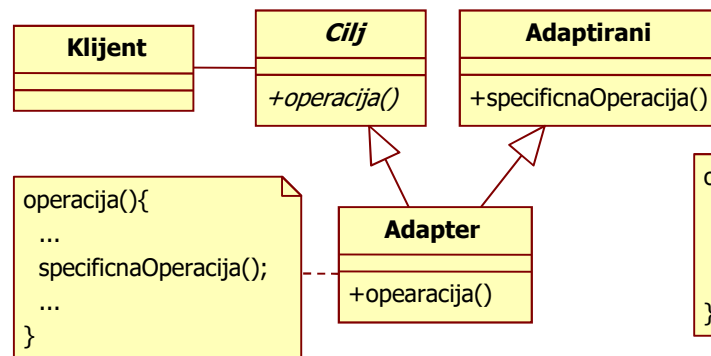 Klijent
Cilj
+operacija()
Adaptirani
+specificnaOperacija()
operacija(){
...
specificnaOperacija();
...
}
Adapter
+opearacija()
}